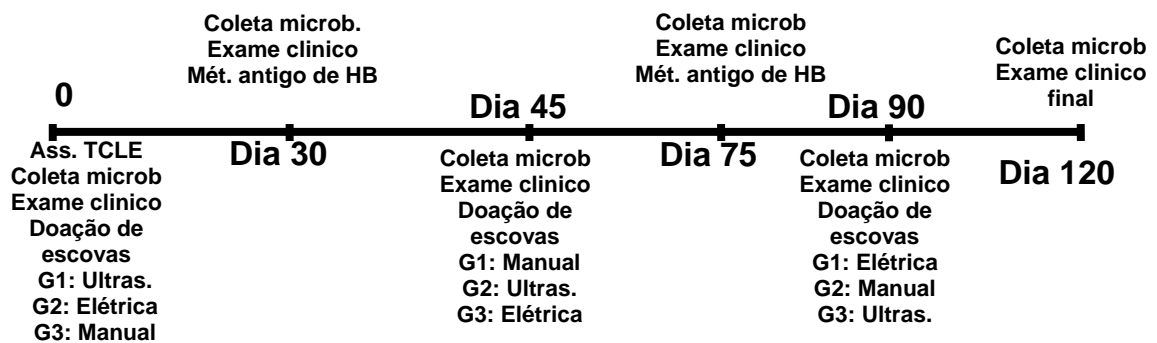 Coleta microb.
Exame clinico
Mét. antigo de HB
Coleta microb
Exame clinico
Mét. antigo de HB
Coleta microb
Exame clinico
final
0
Dia 45
Dia 90
Dia 30
Dia 75
Dia 120
Ass. TCLE
Coleta microb
Exame clinico
Doação de
escovas
G1: Ultras.
G2: Elétrica
G3: Manual
Coleta microb
Exame clinico
Doação de
escovas
G1: Manual
G2: Ultras.
G3: Elétrica
Coleta microb
Exame clinico
Doação de
escovas
G1: Elétrica
G2: Manual
G3: Ultras.